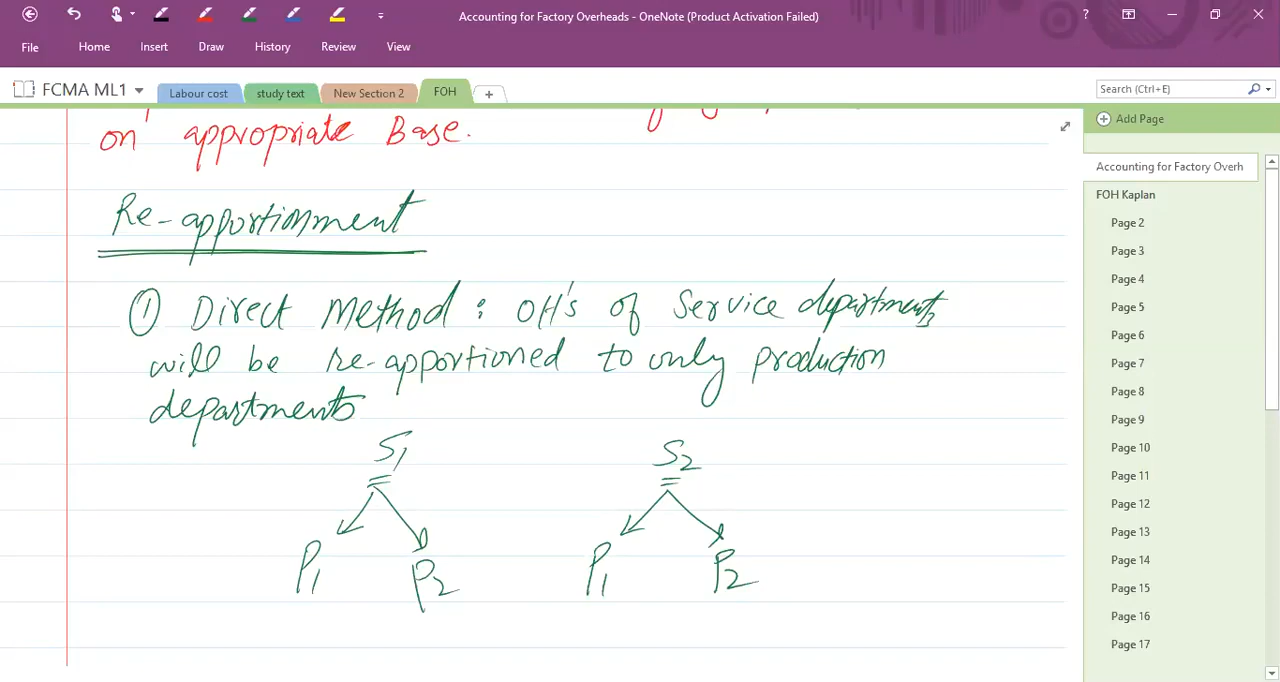 Accounting for Factory Overheads - OneNote (Product Activation Failed)
?
File Home Insert Draw History Review View
FCMA ML1
Labour cost study text New Section 2 FOH +
Search (Ctrl+E)
Add Page
Accounting for Factory Overh
FOH Kaplan
Page 2
Page 3
Page 4
Page 5
Page 6
Page 7
Page 8
Page 9
Page 10
Page 11
Page 12
Page 13
Page 14
Page 15
Page 16
Page 17
on appropriate Base.
Re-apportionment
① Direct Method : OH's of Service departments
will be re-apportioned to only production
departments
S1 S2
P1 P2 P1 P2